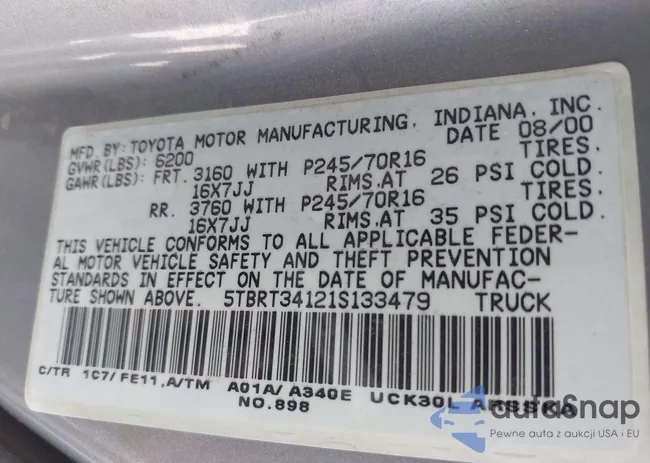 MFD. BY: TOYOTA MOTOR MANUFACTURING, INDIANA, INC.
GVWR(LBS): 6200 DATE 08/00
GAWR(LBS): FRT. 3160 WITH P245/70R16 TIRES.
16X7JJ RIMS.AT 26 PSI COLD.
RR. 3760 WITH P245/70R16 TIRES.
16X7JJ RIMS.AT 35 PSI COLD.
THIS VEHICLE CONFORMS TO ALL APPLICABLE FEDER-
AL MOTOR VEHICLE SAFETY AND THEFT PREVENTION
STANDARDS IN EFFECT ON THE DATE OF MANUFAC-
TURE SHOWN ABOVE. 5TBRT34121S133479 TRUCK
C/TR 1C7/ FE11,A/TM A01A/ A340E UCK30L
NO.898
autoSnap
Pewne auta z aukcji USA i EU